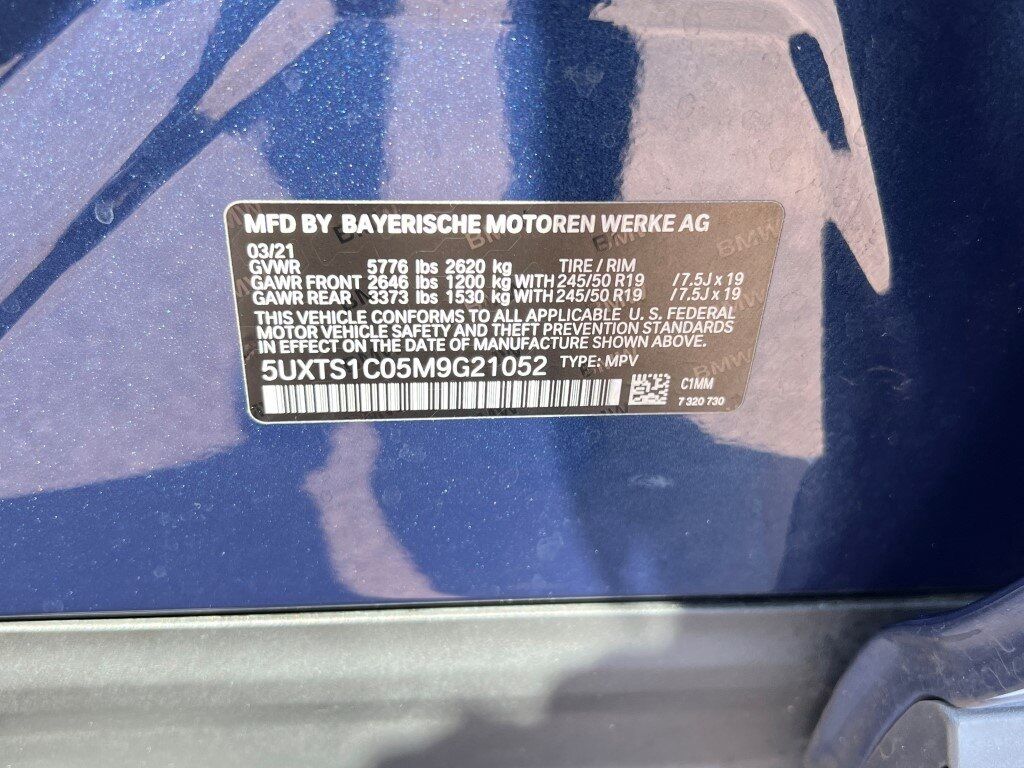 MFD BY BAYERISCHE MOTOREN WERKE AG
03/21
GVWR 5776 lbs 2620 kg TIRE / RIM
GAWR FRONT 2646 lbs 1200 kg WITH 245/50 R19 / 7.5J x 19
GAWR REAR 3373 lbs 1530 kg WITH 245/50 R19 / 7.5J x 19
THIS VEHICLE CONFORMS TO ALL APPLICABLE U. S. FEDERAL
MOTOR VEHICLE SAFETY AND THEFT PREVENTION STANDARDS
IN EFFECT ON THE DATE OF MANUFACTURE SHOWN ABOVE.
5UXTS1C05M9G21052 TYPE: MPV
C1MM
7 320 730